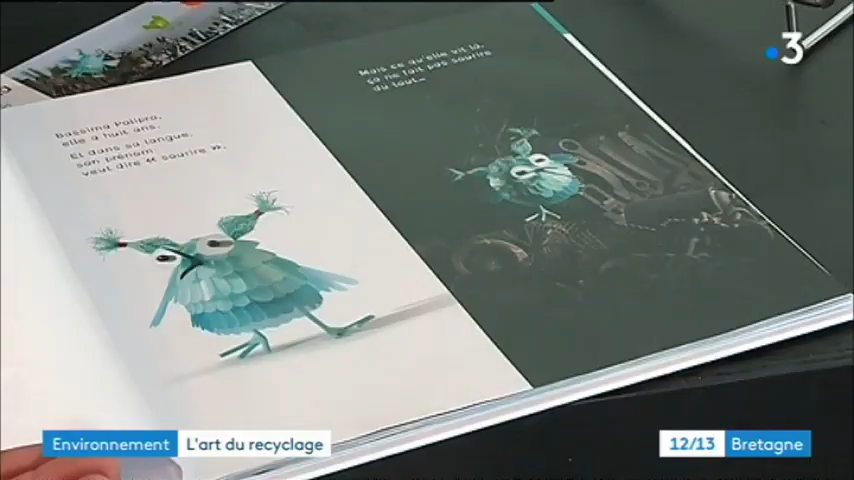 3
Bassima Polipro,
elle a huit ans.
Et dans sa langue,
son prénom
veut dire « sourire ».
Mais ce qu'elle vit là,
ça ne fait pas sourire
du tout…
Environnement L'art du recyclage
12/13 Bretagne